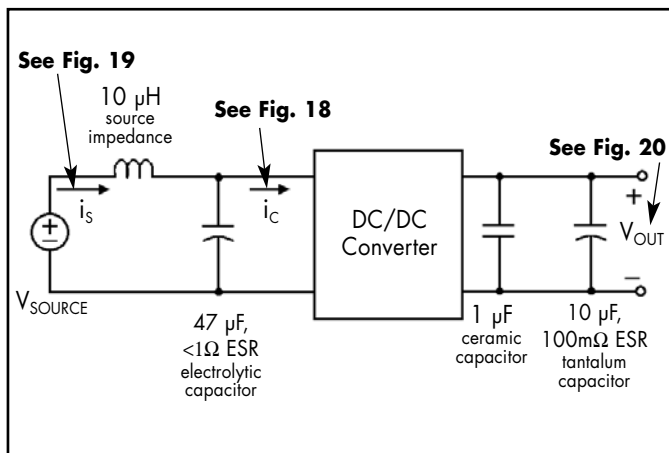 See Fig. 19
10 µH
source
impedance
See Fig. 18
See Fig. 20
iS
iC
DC/DC
Converter
+
VOUT
−
+
−
VSOURCE
47 µF,
<1Ω ESR
electrolytic
capacitor
1 µF
ceramic
capacitor
10 µF,
100mΩ ESR
tantalum
capacitor